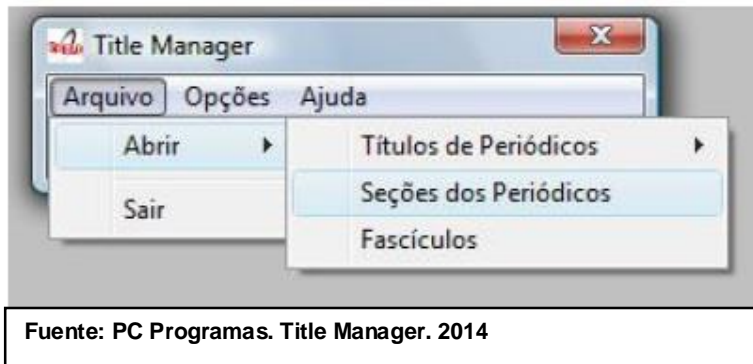 Title Manager
Arquivo Opções Ajuda
Abrir
Sair
Títulos de Periódicos
Seções dos Periódicos
Fascículos
Fuente: PC Programas. Title Manager. 2014